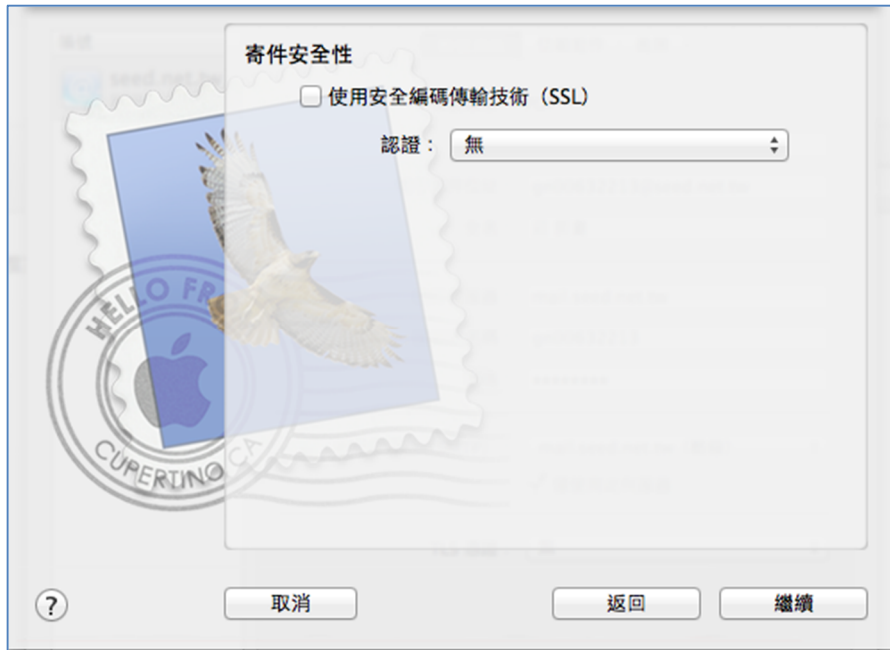 寄件安全性
使用安全編碼傳輸技術（SSL）
認證： 無
HELLO FR
CUPERTINO CA
? 取消 返回 繼續